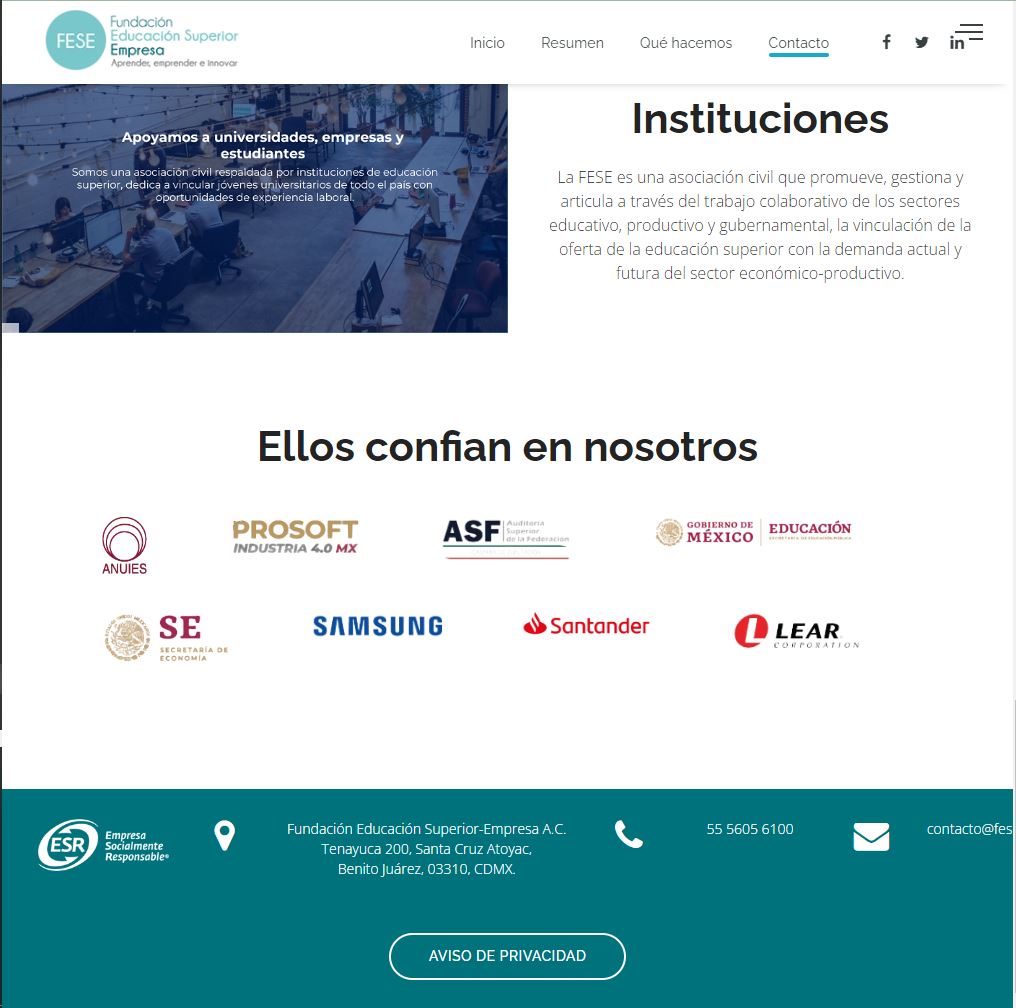 FESE
Fundación
Educación Superior
Empresa
Aprender, emprender e innovar
Inicio
Resumen
Qué hacemos
Contacto
Apoyamos a universidades, empresas y
estudiantes
Somos una asociación civil respaldada por instituciones de educación
superior, dedica a vincular jóvenes universitarios de todo el país con
oportunidades de experiencia laboral.
Instituciones
La FESE es una asociación civil que promueve, gestiona y
articula a través del trabajo colaborativo de los sectores
educativo, productivo y gubernamental, la vinculación de la
oferta de la educación superior con la demanda actual y
futura del sector económico-productivo.
Ellos confian en nosotros
ANUIES
PROSOFT
INDUSTRIA 4.0 MX
ASF
Auditoría
Superior
de la Federación
GOBIERNO DE
MÉXICO
EDUCACIÓN
SECRETARÍA DE EDUCACIÓN PÚBLICA
SE
SECRETARÍA DE
ECONOMÍA
SAMSUNG
Santander
LEAR
CORPORATION
ESR
Empresa
Socialmente
Responsable®
Fundación Educación Superior-Empresa A.C.
Tenayuca 200, Santa Cruz Atoyac,
Benito Juárez, 03310, CDMX.
55 5605 6100
contacto@fes
AVISO DE PRIVACIDAD